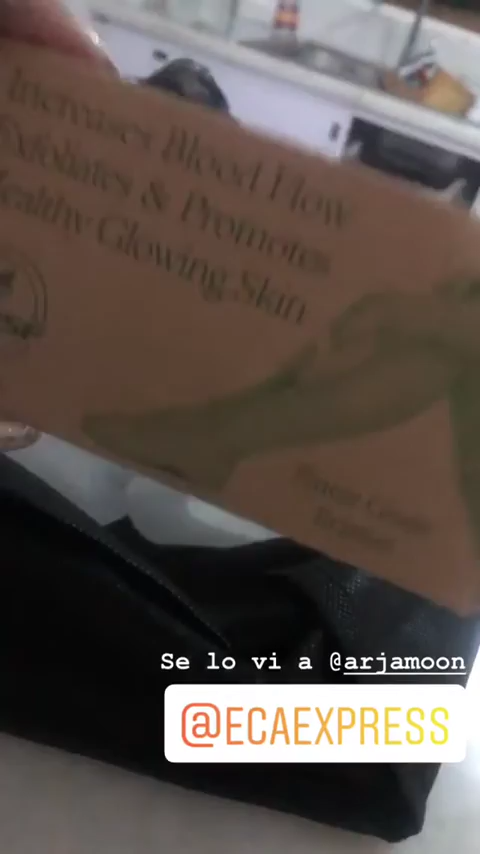 Increases Blood Flow
Exfoliates & Promotes
Healthy Glowing Skin
Se lo vi a @arjamoon
@ECAEXPRESS